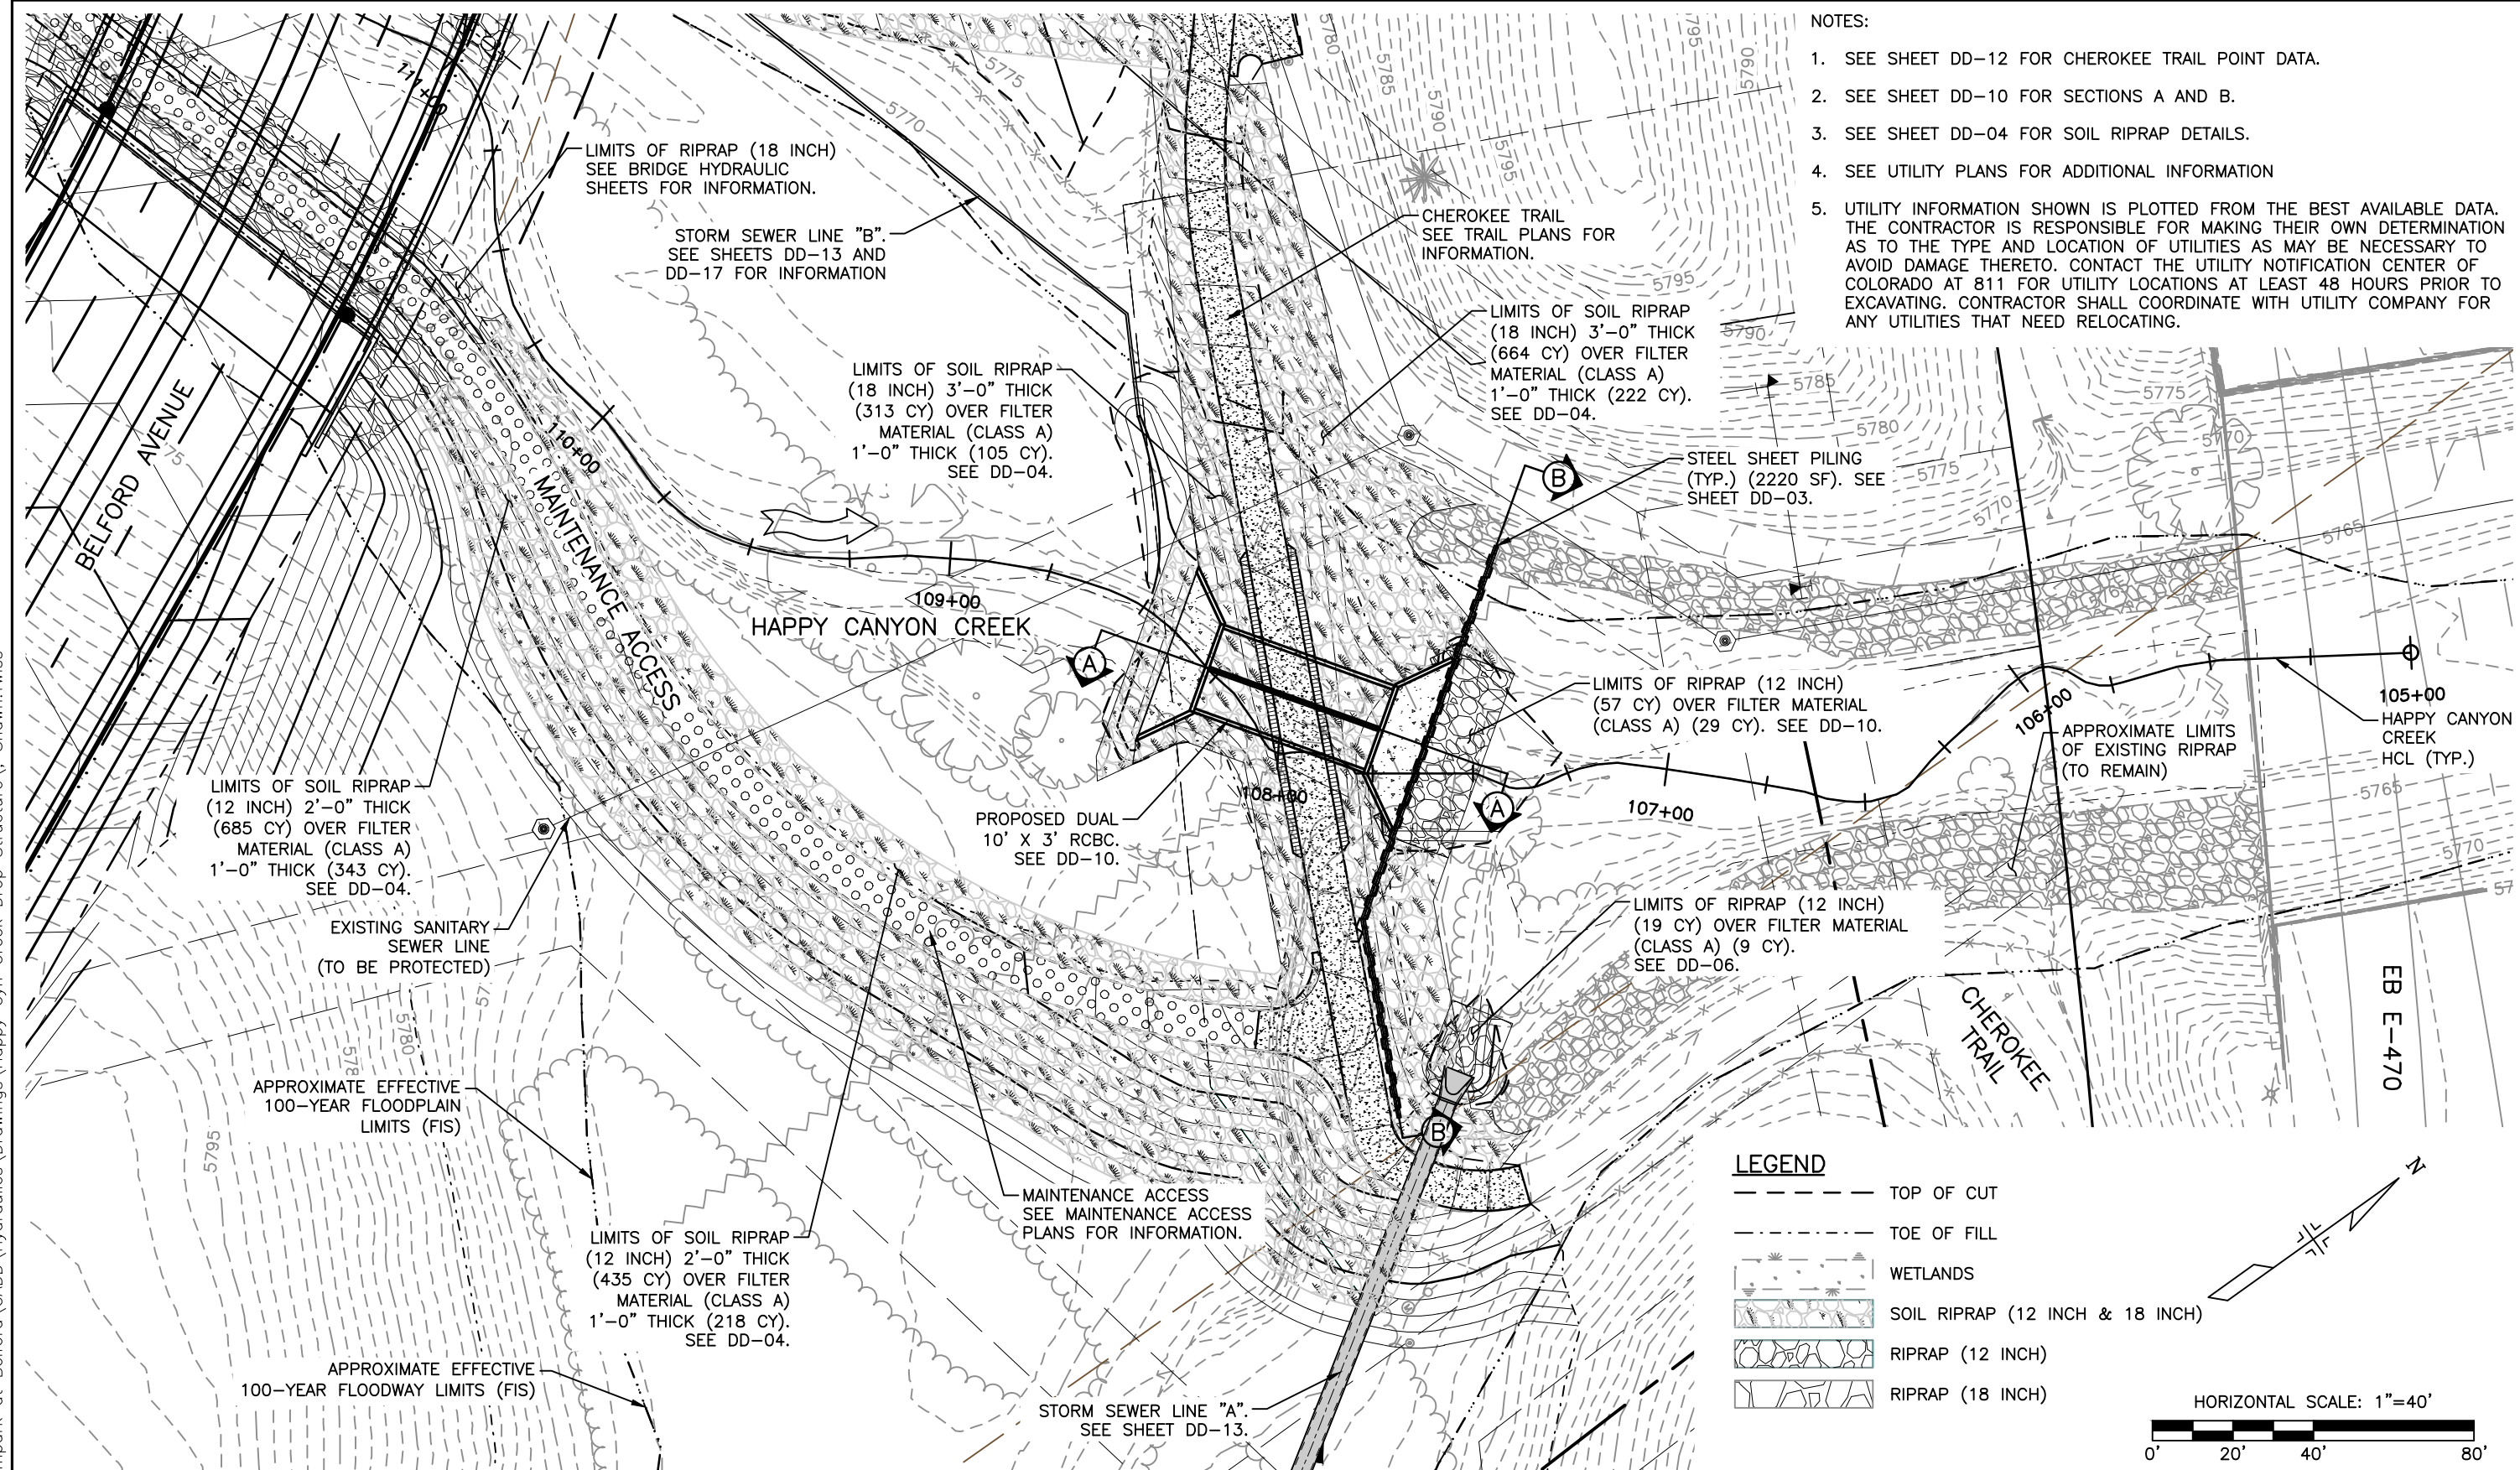 NOTES:
1. SEE SHEET DD-12 FOR CHEROKEE TRAIL POINT DATA.
2. SEE SHEET DD-10 FOR SECTIONS A AND B.
3. SEE SHEET DD-04 FOR SOIL RIPRAP DETAILS.
4. SEE UTILITY PLANS FOR ADDITIONAL INFORMATION
5. UTILITY INFORMATION SHOWN IS PLOTTED FROM THE BEST AVAILABLE DATA.
THE CONTRACTOR IS RESPONSIBLE FOR MAKING THEIR OWN DETERMINATION
AS TO THE TYPE AND LOCATION OF UTILITIES AS MAY BE NECESSARY TO
AVOID DAMAGE THERETO. CONTACT THE UTILITY NOTIFICATION CENTER OF
COLORADO AT 811 FOR UTILITY LOCATIONS AT LEAST 48 HOURS PRIOR TO
EXCAVATING. CONTRACTOR SHALL COORDINATE WITH UTILITY COMPANY FOR
ANY UTILITIES THAT NEED RELOCATING.
111+00
5775
5770
5780
5785
5790
5795
5795
5790
5795
5795
5790
LIMITS OF RIPRAP (18 INCH)
SEE BRIDGE HYDRAULIC
SHEETS FOR INFORMATION.
STORM SEWER LINE "B".
SEE SHEETS DD-13 AND
DD-17 FOR INFORMATION
CHEROKEE TRAIL
SEE TRAIL PLANS FOR
INFORMATION.
LIMITS OF SOIL RIPRAP
(18 INCH) 3'-0" THICK
(664 CY) OVER FILTER
MATERIAL (CLASS A)
1'-0" THICK (222 CY).
SEE DD-04.
LIMITS OF SOIL RIPRAP
(18 INCH) 3'-0" THICK
(313 CY) OVER FILTER
MATERIAL (CLASS A)
1'-0" THICK (105 CY).
SEE DD-04.
5785
5775
5780
5770
5775
5770
5765
BELFORD AVENUE
110+00
MAINTENANCE ACCESS
STEEL SHEET PILING
(TYP.) (2220 SF). SEE
SHEET DD-03.
B
109+00
HAPPY CANYON CREEK
A
LIMITS OF RIPRAP (12 INCH)
(57 CY) OVER FILTER MATERIAL
(CLASS A) (29 CY). SEE DD-10.
106+00
105+00
HAPPY CANYON
CREEK
HCL (TYP.)
APPROXIMATE LIMITS
OF EXISTING RIPRAP
(TO REMAIN)
5765
5770
LIMITS OF SOIL RIPRAP
(12 INCH) 2'-0" THICK
(685 CY) OVER FILTER
MATERIAL (CLASS A)
1'-0" THICK (343 CY).
SEE DD-04.
PROPOSED DUAL
10' X 3' RCBC.
SEE DD-10.
108+00
A
107+00
LIMITS OF RIPRAP (12 INCH)
(19 CY) OVER FILTER MATERIAL
(CLASS A) (9 CY).
SEE DD-06.
EXISTING SANITARY
SEWER LINE
(TO BE PROTECTED)
5780
CHEROKEE
TRAIL
EB E-470
APPROXIMATE EFFECTIVE
100-YEAR FLOODPLAIN
LIMITS (FIS)
5795
B
MAINTENANCE ACCESS
SEE MAINTENANCE ACCESS
PLANS FOR INFORMATION.
LIMITS OF SOIL RIPRAP
(12 INCH) 2'-0" THICK
(435 CY) OVER FILTER
MATERIAL (CLASS A)
1'-0" THICK (218 CY).
SEE DD-04.
APPROXIMATE EFFECTIVE
100-YEAR FLOODWAY LIMITS (FIS)
STORM SEWER LINE "A".
SEE SHEET DD-13.
LEGEND
TOP OF CUT
TOE OF FILL
WETLANDS
SOIL RIPRAP (12 INCH & 18 INCH)
RIPRAP (12 INCH)
RIPRAP (18 INCH)
N
HORIZONTAL SCALE: 1"=40'
0' 20' 40' 80'